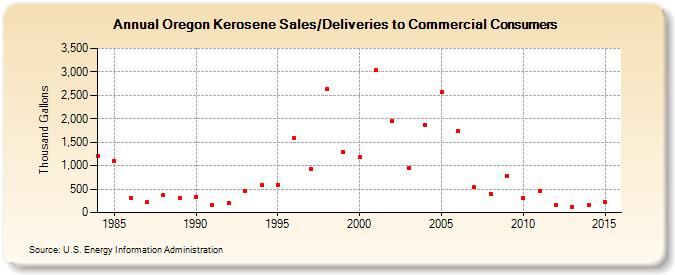 Annual Oregon Kerosene Sales/Deliveries to Commercial Consumers
Thousand Gallons
3,500
3,000
2,500
2,000
1,500
1,000
500
0
1985 1990 1995 2000 2005 2010 2015
Source: U.S. Energy Information Administration